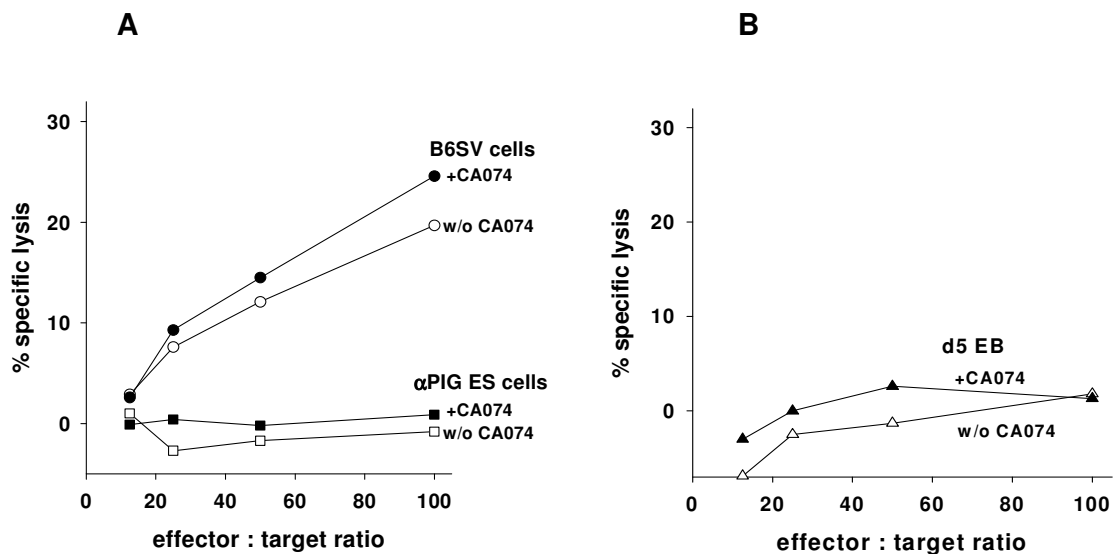 A
% specific lysis
30
20
10
0
B6SV cells
+CA074
w/o CA074
αPIG ES cells
+CA074
w/o CA074
0 20 40 60 80 100
effector : target ratio
B
% specific lysis
30
20
10
0
d5 EB
+CA074
w/o CA074
0 20 40 60 80 100
effector : target ratio